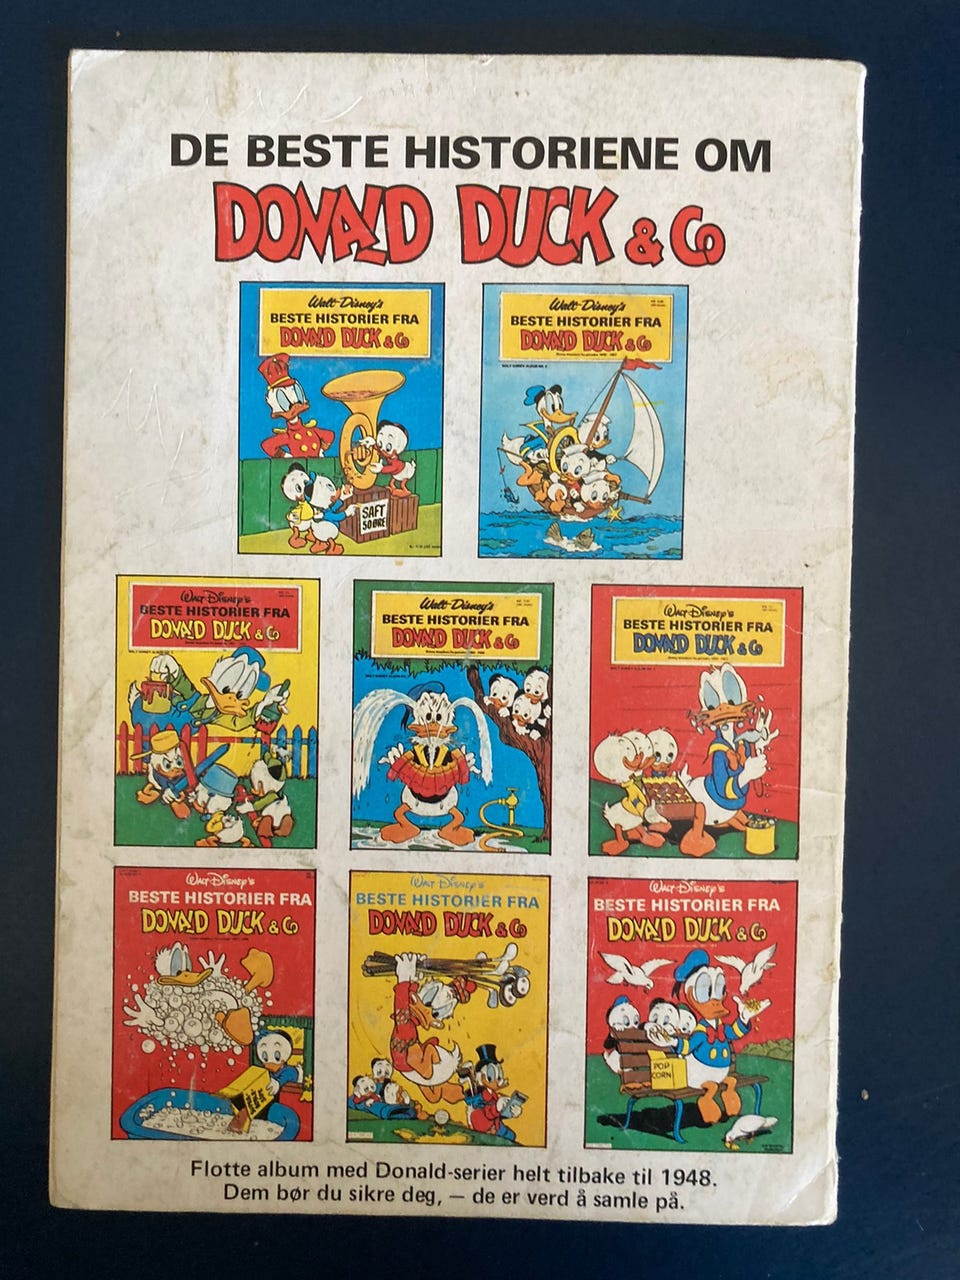 DE BESTE HISTORIENE OM
DONALD DUCK & Co
Walt Disney's
BESTE HISTORIER FRA
DONALD DUCK & Co
SAFT
50 ØRE
Walt Disney's
BESTE HISTORIER FRA
DONALD DUCK & Co
WALT DISNEY ALBUM NR. 2
Walt Disney's
BESTE HISTORIER FRA
DONALD DUCK & Co
Walt Disney's
BESTE HISTORIER FRA
DONALD DUCK & Co
Walt Disney's
BESTE HISTORIER FRA
DONALD DUCK & Co
Walt Disney's
BESTE HISTORIER FRA
DONALD DUCK & Co
Walt Disney's
BESTE HISTORIER FRA
DONALD DUCK & Co
Walt Disney's
BESTE HISTORIER FRA
DONALD DUCK & Co
POP
CORN
Flotte album med Donald-serier helt tilbake til 1948.
Dem bør du sikre deg, — de er verd å samle på.